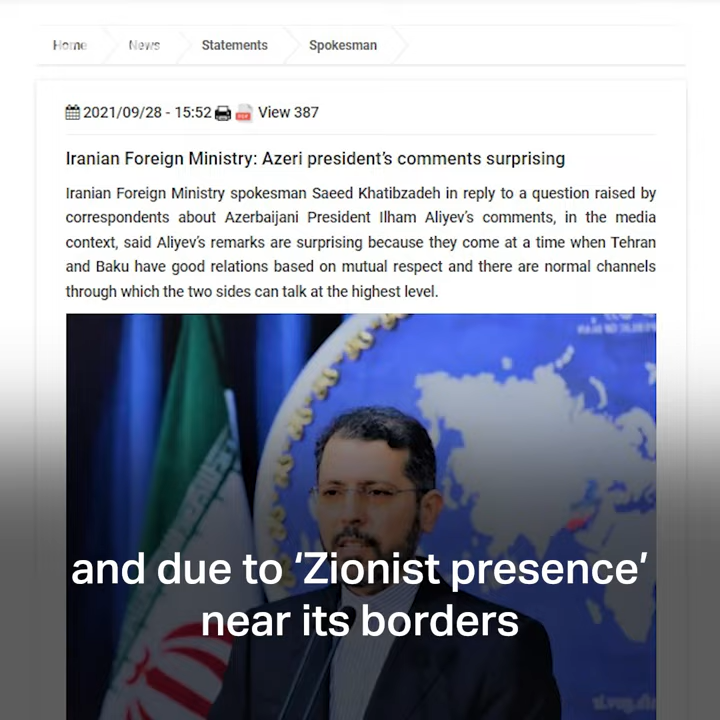 Home News Statements Spokesman
2021/09/28 - 15:52 PDF View 387
Iranian Foreign Ministry: Azeri president's comments surprising
Iranian Foreign Ministry spokesman Saeed Khatibzadeh in reply to a question raised by
correspondents about Azerbaijani President Ilham Aliyev's comments, in the media
context, said Aliyev's remarks are surprising because they come at a time when Tehran
and Baku have good relations based on mutual respect and there are normal channels
through which the two sides can talk at the highest level.
and due to ‘Zionist presence’
near its borders